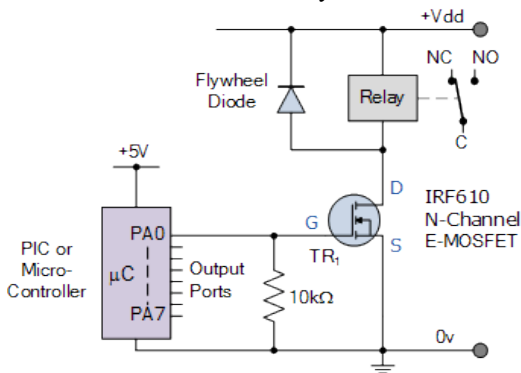 +Vdd
NC NO
Flywheel
Diode
Relay
C
+5V
D
IRF610
N-Channel
E-MOSFET
G
S
TR1
PA0
PIC or
Micro-
Controller
μC
Output
Ports
10kΩ
PA7
0v